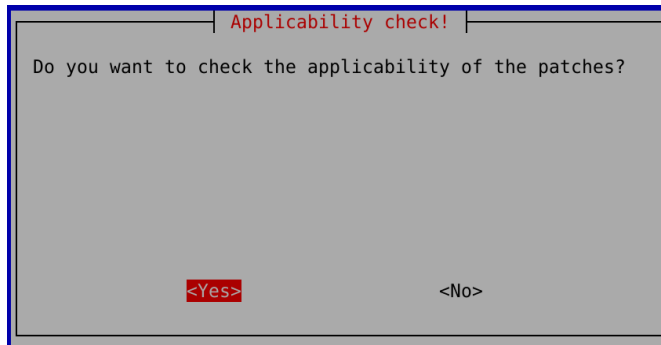 Applicability check!
Do you want to check the applicability of the patches?
<Yes> <No>